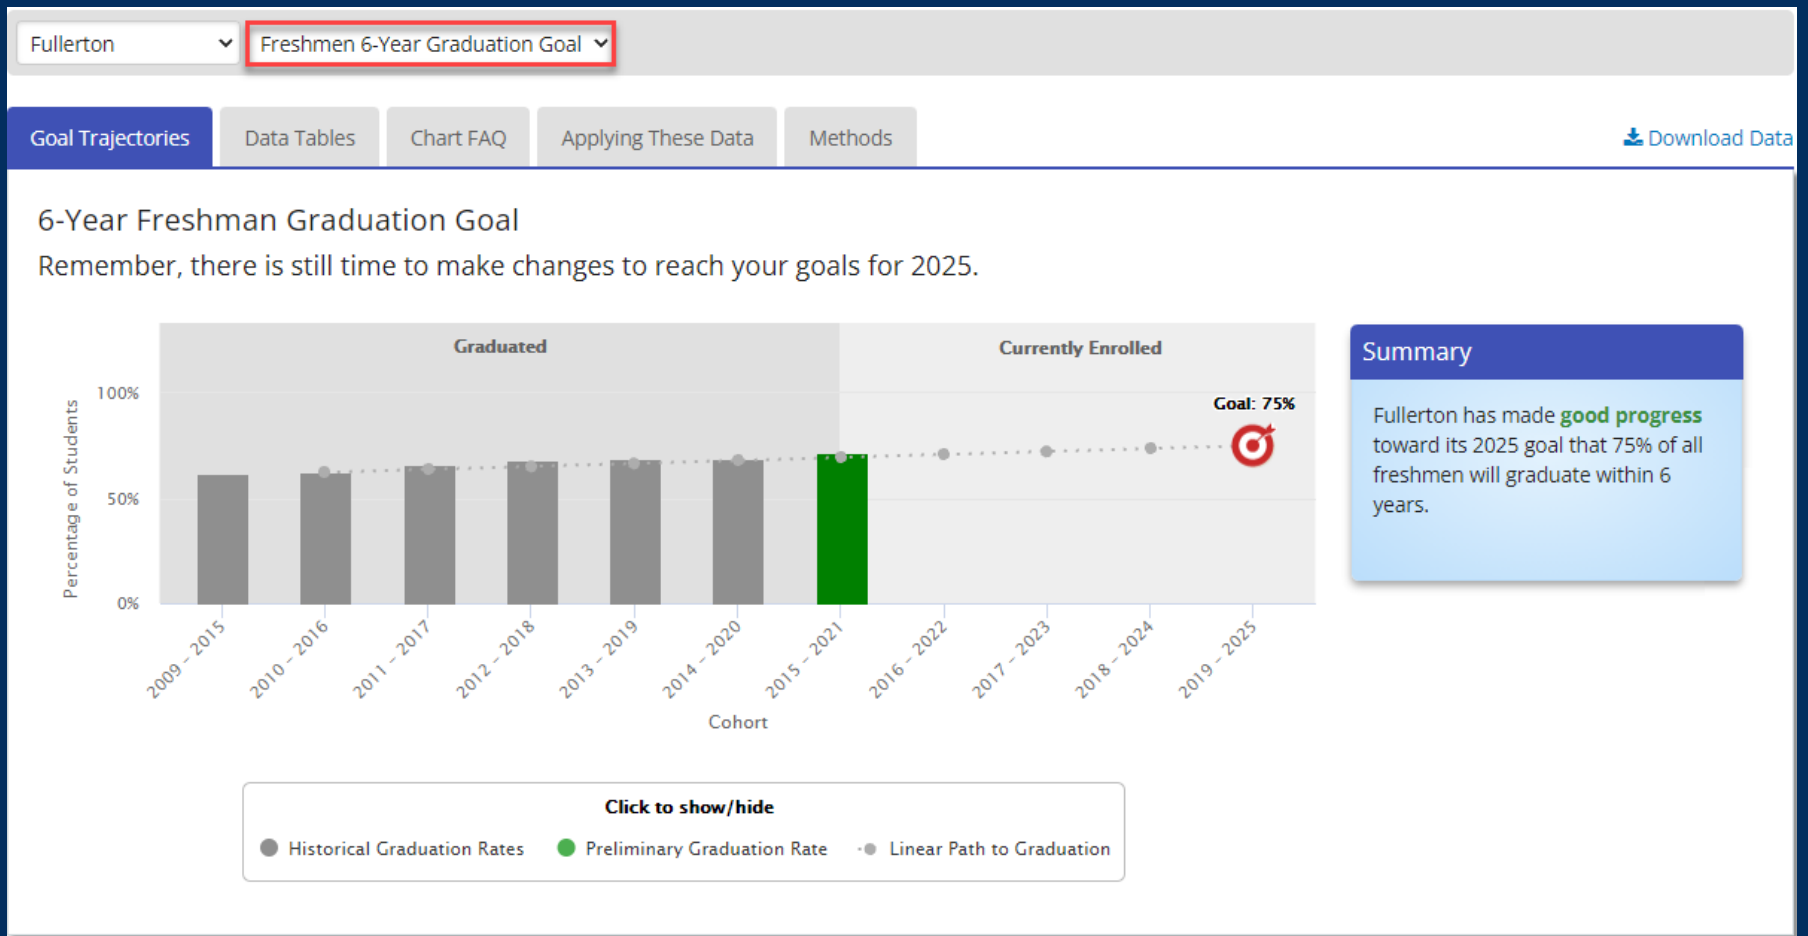 Fullerton
Freshmen 6-Year Graduation Goal
Goal Trajectories
Data Tables
Chart FAQ
Applying These Data
Methods
Download Data
6-Year Freshman Graduation Goal
Remember, there is still time to make changes to reach your goals for 2025.
Graduated
Currently Enrolled
Percentage of Students
100%
50%
0%
Goal: 75%
2009 - 2015
2010 - 2016
2011 - 2017
2012 - 2018
2013 - 2019
2014 - 2020
2015 - 2021
2016 - 2022
2017 - 2023
2018 - 2024
2019 - 2025
Cohort
Summary
Fullerton has made good progress
toward its 2025 goal that 75% of all
freshmen will graduate within 6
years.
Click to show/hide
Historical Graduation Rates
Preliminary Graduation Rate
Linear Path to Graduation